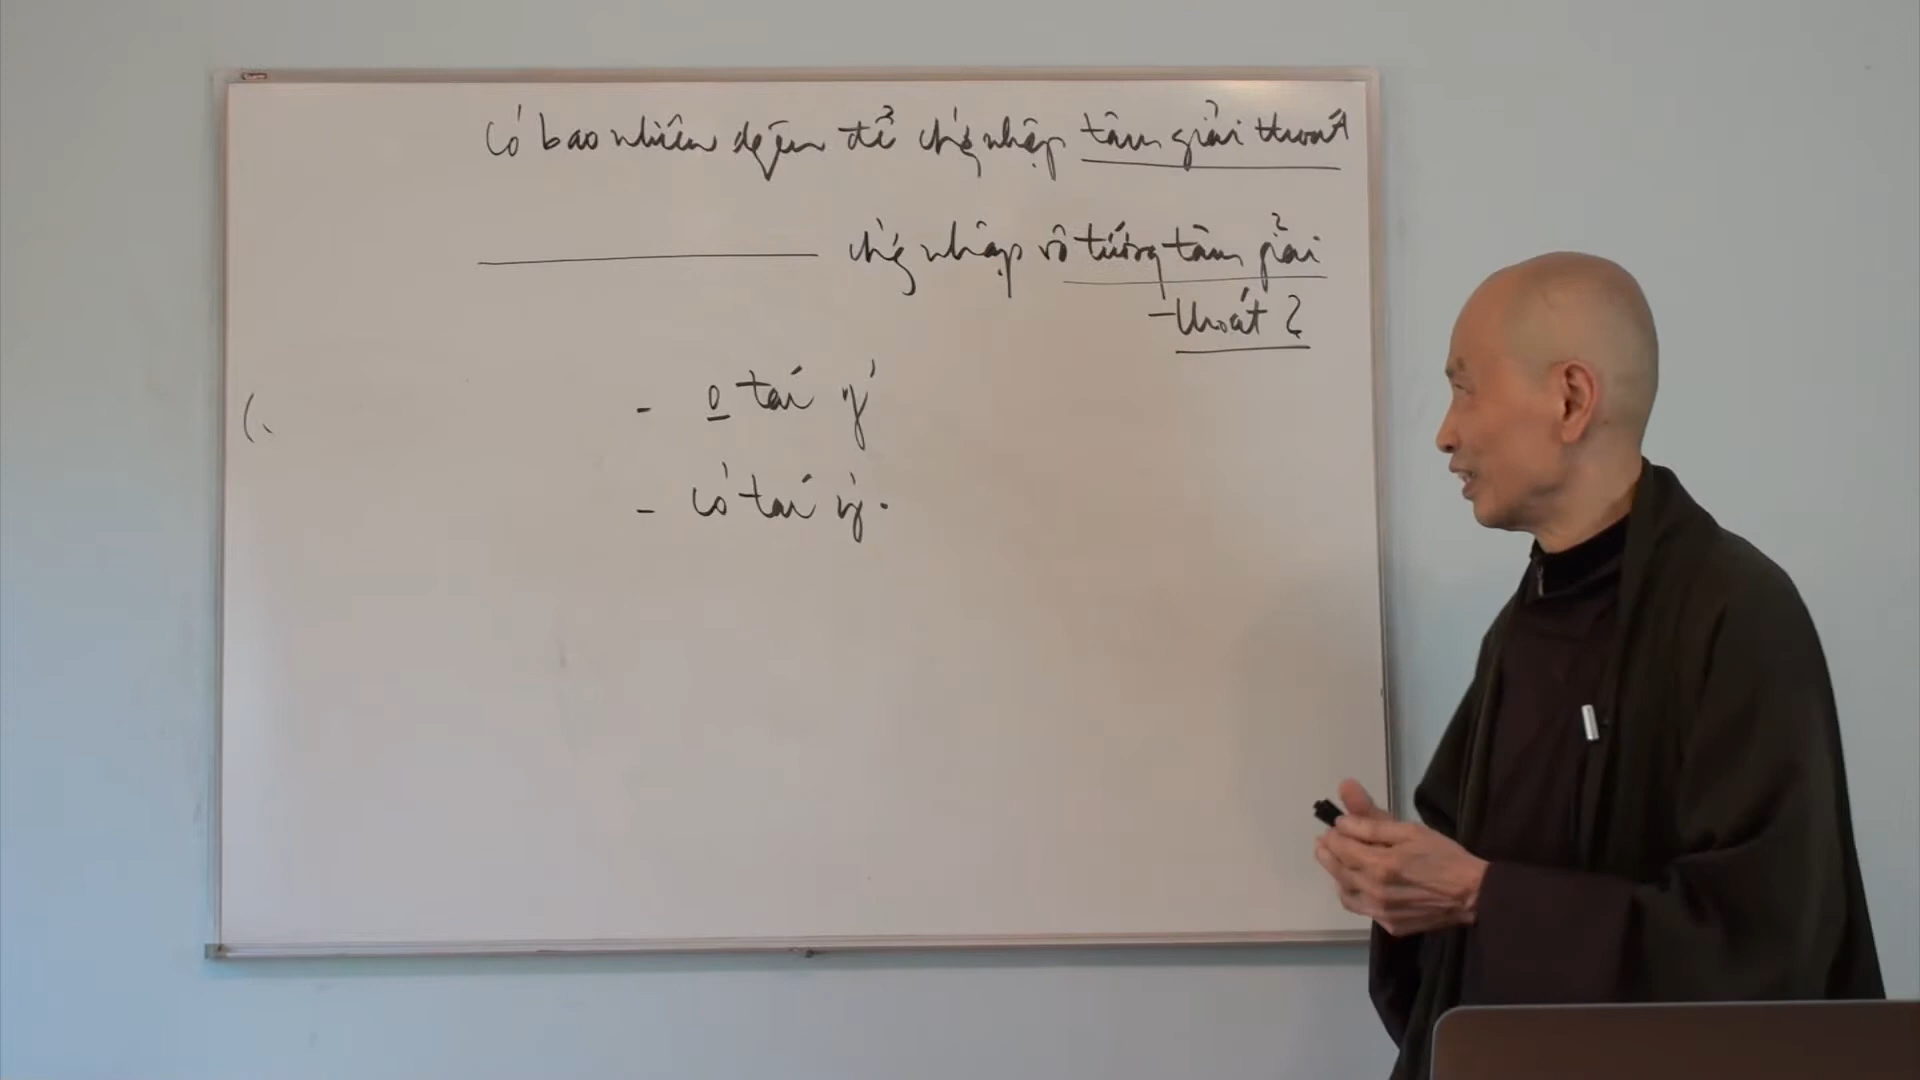 Có bao nhiêu duyên để chứng nhập tâm giải thoát
chứng nhập vô tướng tâm giải
thoát ?
- o tác ý
- có tác ý.